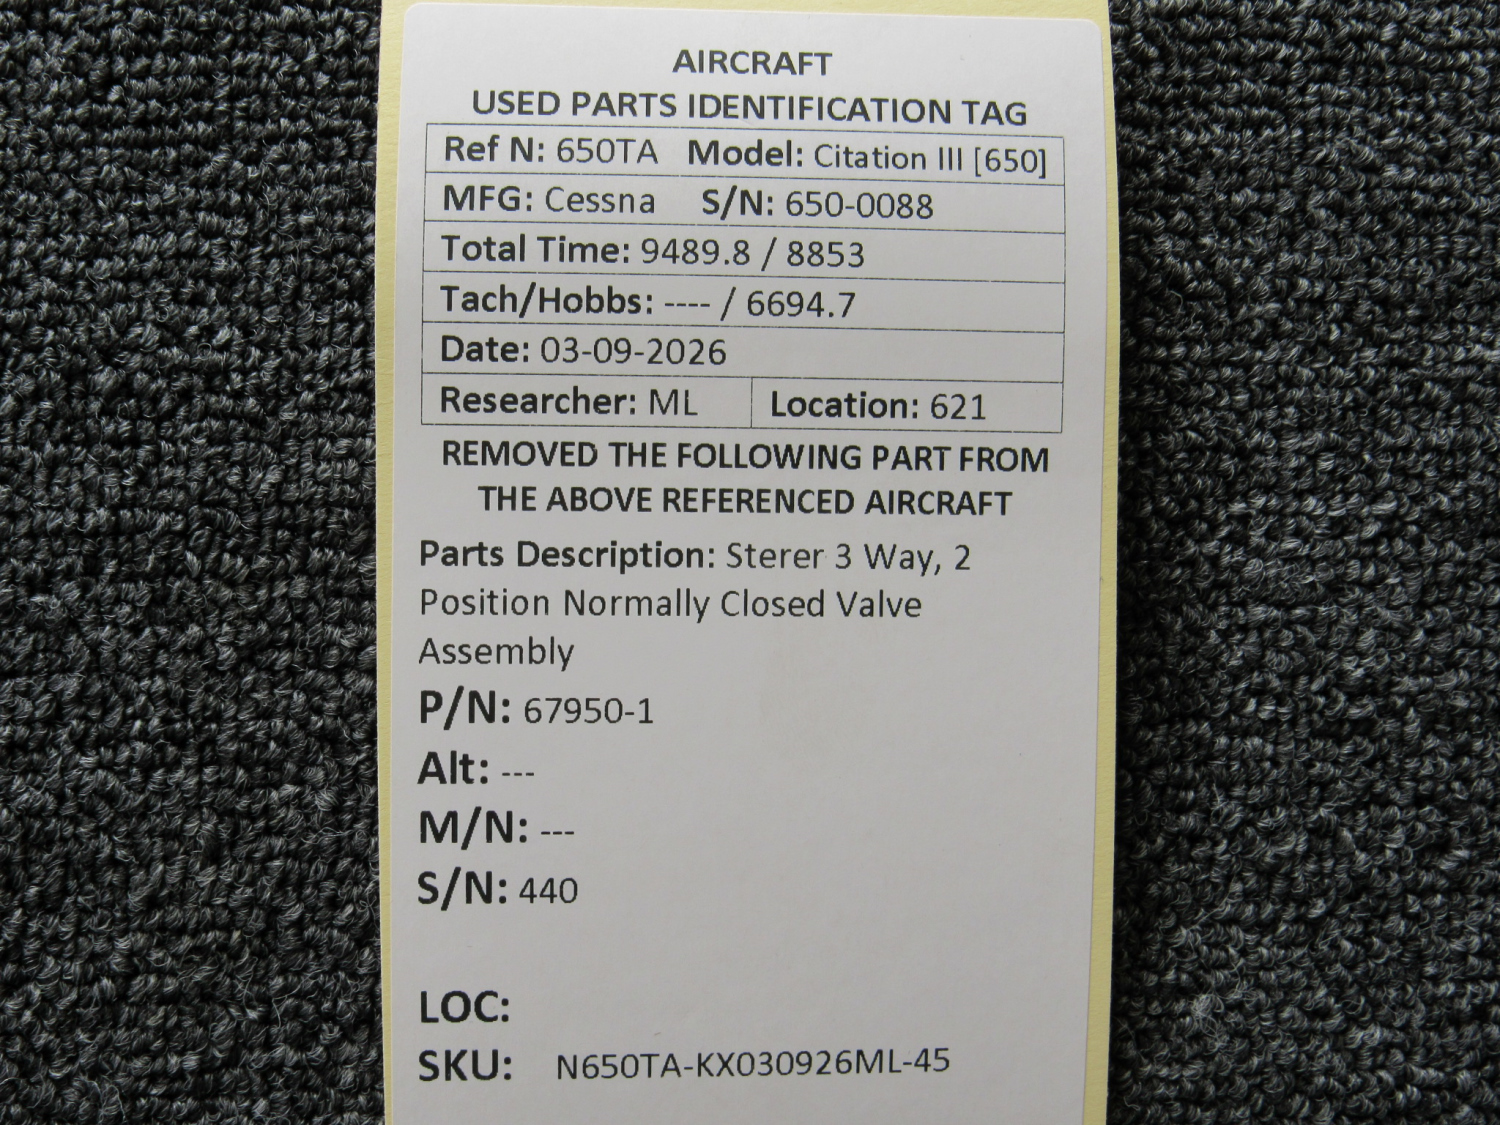 AIRCRAFT
USED PARTS IDENTIFICATION TAG
Ref N: 650TA Model: Citation III [650]
MFG: Cessna S/N: 650-0088
Total Time: 9489.8 / 8853
Tach/Hobbs: ---- / 6694.7
Date: 03-09-2026
Researcher: ML Location: 621
REMOVED THE FOLLOWING PART FROM
THE ABOVE REFERENCED AIRCRAFT
Parts Description: Sterer 3 Way, 2
Position Normally Closed Valve
Assembly
P/N: 67950-1
Alt: ---
M/N: ---
S/N: 440
LOC:
SKU: N650TA-KX030926ML-45